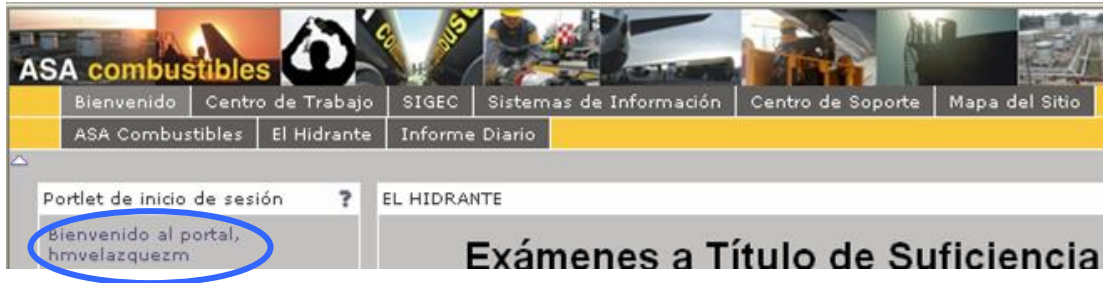 ASA combustibles
COMBUS
Bienvenido Centro de Trabajo SIGEC Sistemas de Información Centro de Soporte Mapa del Sitio
ASA Combustibles El Hidrante Informe Diario
Portlet de inicio de sesión ? EL HIDRANTE
Bienvenido al portal,
hmvelazquezm
Exámenes a Título de Suficiencia